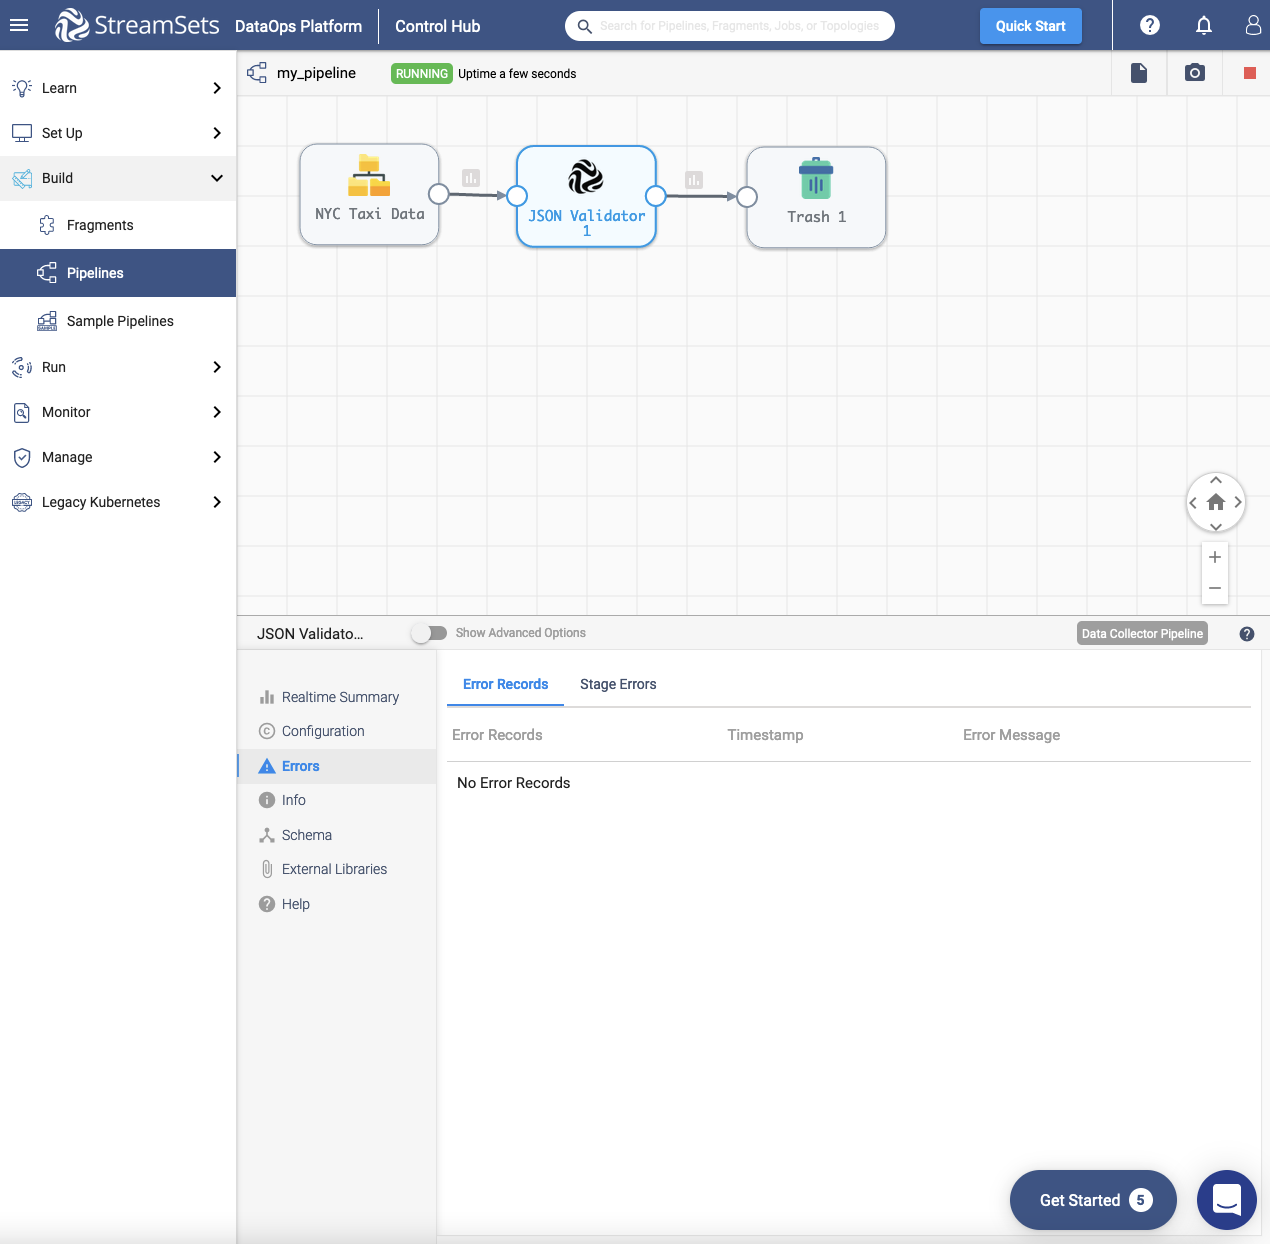 StreamSets DataOps Platform Control Hub
Search for Pipelines, Fragments, Jobs, or Topologies
Quick Start
Learn
Set Up
Build
Fragments
Pipelines
Sample Pipelines
Run
Monitor
Manage
Legacy Kubernetes
my_pipeline RUNNING Uptime a few seconds
NYC Taxi Data
JSON Validator
1
Trash 1
JSON Validato...
Show Advanced Options
Data Collector Pipeline
Realtime Summary
Configuration
Errors
Info
Schema
External Libraries
Help
Error Records Stage Errors
Error Records Timestamp Error Message
No Error Records
Get Started 5